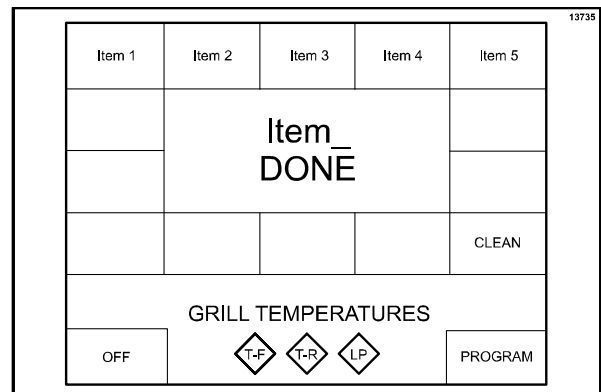 13735
Item 1 Item 2 Item 3 Item 4 Item 5
Item_
DONE
CLEAN
GRILL TEMPERATURES
OFF T-F T-R LP PROGRAM